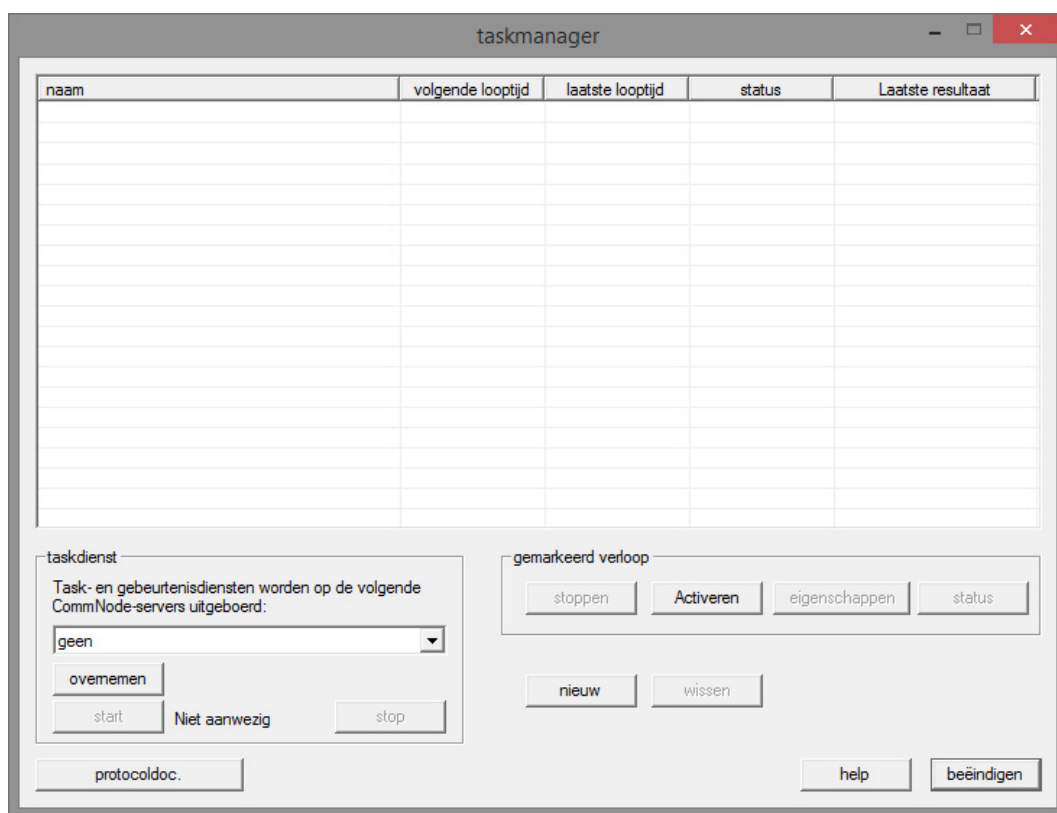 taskmanager
naam volgende looptijd laatste looptijd status Laatste resultaat
taskdienst
Task- en gebeurtenisdiensten worden op de volgende
CommNode-servers uitgeboerd:
geen
overnemen
start Niet aanwezig stop
gemarkeerd verloop
stoppen Activeren eigenschappen status
nieuw wissen
protocoldoc. help beëindigen